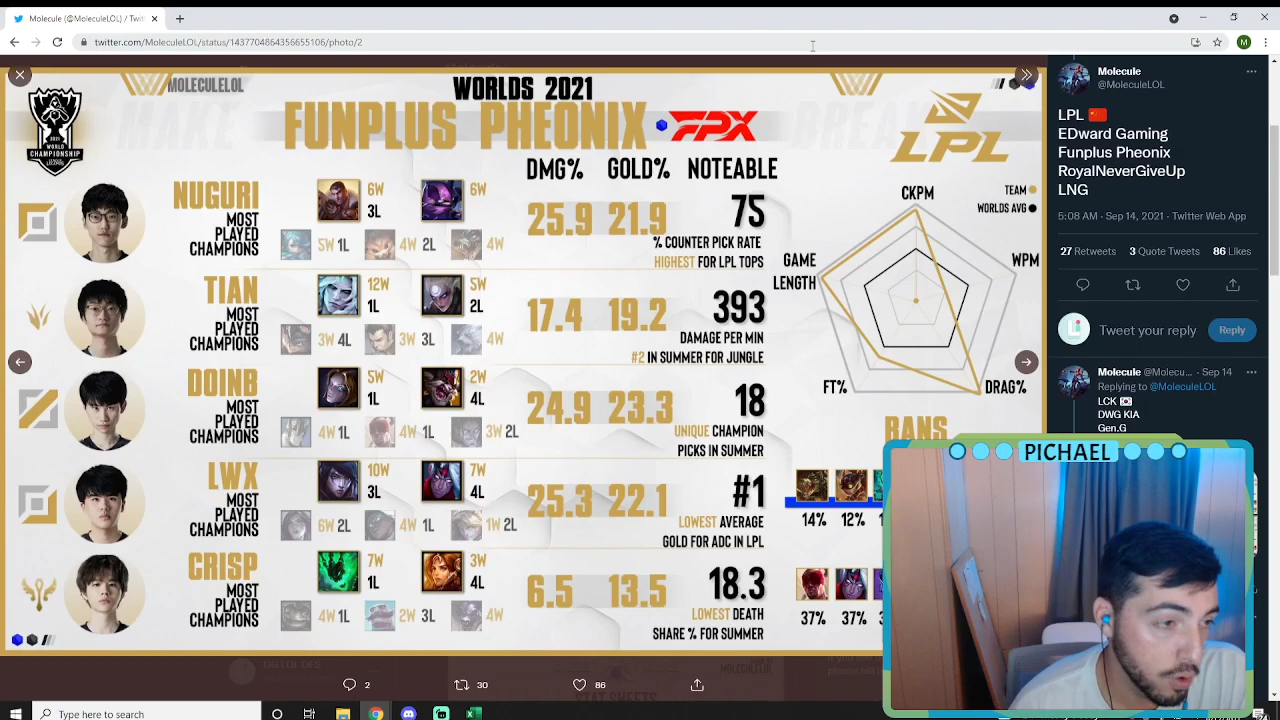 Molecule (@MoleculeLOL) / Twit
twitter.com/MoleculeLOL/status/1437704864356655106/photo/2
M
MOLECULELOL
WORLDS 2021
MAKE
FUNPLUS PHEONIX
FPX
BREAK
LPL
2021
WORLD
CHAMPIONSHIP
DMG% GOLD% NOTEABLE
NUGURI
MOST
PLAYED
CHAMPIONS
6W
3L
6W
5W 1L
4W 2L
4W
25.9 21.9
75
% COUNTER PICK RATE
HIGHEST FOR LPL TOPS
TIAN
MOST
PLAYED
CHAMPIONS
12W
1L
5W
2L
3W 4L
3W 3L
4W
17.4 19.2
393
DAMAGE PER MIN
#2 IN SUMMER FOR JUNGLE
DOINB
MOST
PLAYED
CHAMPIONS
5W
1L
2W
4L
4W 1L
4W 1L
3W 2L
24.9 23.3
18
UNIQUE CHAMPION
PICKS IN SUMMER
LWX
MOST
PLAYED
CHAMPIONS
10W
3L
7W
4L
6W 2L
4W 1L
1W 2L
25.3 22.1
#1
LOWEST AVERAGE
GOLD FOR ADC IN LPL
CRISP
MOST
PLAYED
CHAMPIONS
7W
1L
3W
4L
4W 1L
2W 3L
4W
6.5 13.5
18.3
LOWEST DEATH
SHARE % FOR SUMMER
CKPM
TEAM
WORLDS AVG
GAME
LENGTH
WPM
FT%
DRAG%
BANS
14% 12%
37% 37%
2
30
86
Molecule
@MoleculeLOL
LPL 🇨🇳
EDward Gaming
Funplus Pheonix
RoyalNeverGiveUp
LNG
5:08 AM · Sep 14, 2021 · Twitter Web App
27 Retweets 3 Quote Tweets 86 Likes
Tweet your reply
Reply
Molecule @Molecu... · Sep 14
Replying to @MoleculeLOL
LCK 🇰🇷
DWG KIA
Gen.G
PICHAEL
Type here to search